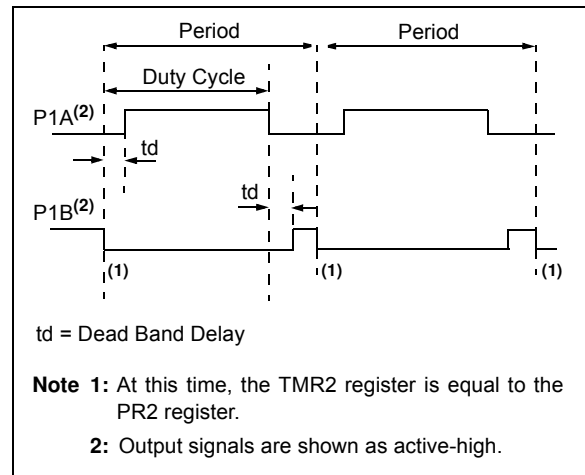 Period Period
Duty Cycle
P1A(2)
td
td
P1B(2)
(1) (1) (1)
td = Dead Band Delay
Note 1: At this time, the TMR2 register is equal to the
PR2 register.
2: Output signals are shown as active-high.